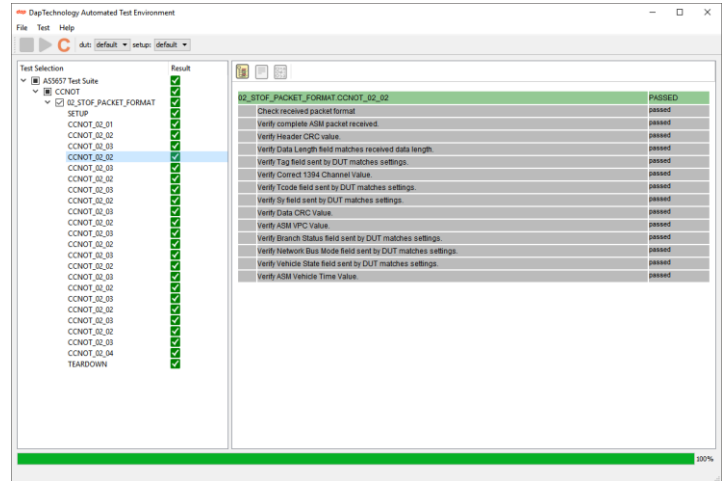 DapTechnology Automated Test Environment
File Test Help
dut: default setup: default
Test Selection Result
AS5657 Test Suite
CCNOT
02_STOF_PACKET_FORMAT
SETUP
CCNOT_02_01
CCNOT_02_02
CCNOT_02_03
CCNOT_02_02
CCNOT_02_03
CCNOT_02_02
CCNOT_02_03
CCNOT_02_02
CCNOT_02_03
CCNOT_02_02
CCNOT_02_03
CCNOT_02_02
CCNOT_02_03
CCNOT_02_02
CCNOT_02_03
CCNOT_02_02
CCNOT_02_03
CCNOT_02_02
CCNOT_02_03
CCNOT_02_02
CCNOT_02_03
CCNOT_02_04
TEARDOWN
02_STOF_PACKET_FORMAT.CCNOT_02_02 PASSED
Check received packet format passed
Verify complete ASM packet received. passed
Verify Header CRC value. passed
Verify Data Length field matches received data length. passed
Verify Tag field sent by DUT matches settings. passed
Verify Correct 1394 Channel Value. passed
Verify Tcode field sent by DUT matches settings. passed
Verify Sy field sent by DUT matches settings. passed
Verify Data CRC Value. passed
Verify ASM VPC Value. passed
Verify Branch Status field sent by DUT matches settings. passed
Verify Network Bus Mode field sent by DUT matches settings. passed
Verify Vehicle State field sent by DUT matches settings. passed
Verify ASM Vehicle Time Value. passed
100%